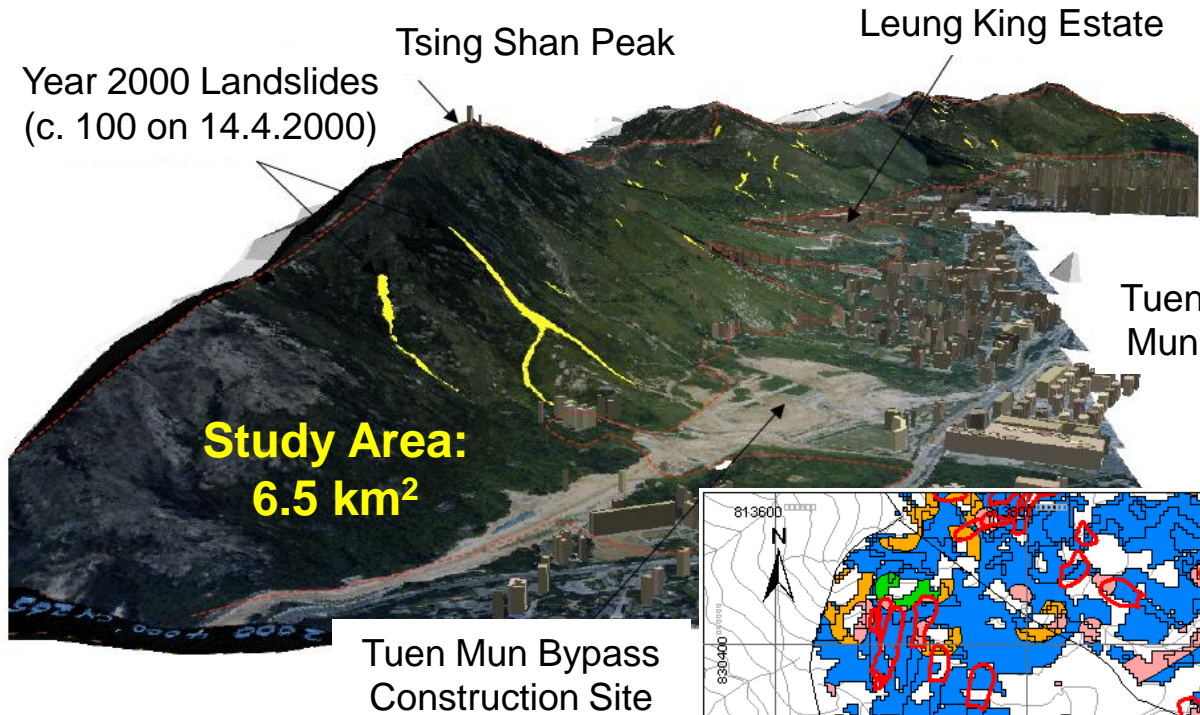 Tsing Shan Peak
Leung King Estate
Year 2000 Landslides
(c. 100 on 14.4.2000)
Tuen
Mun
Study Area:
6.5 km²
813600
N
830400
Tuen Mun Bypass
Construction Site